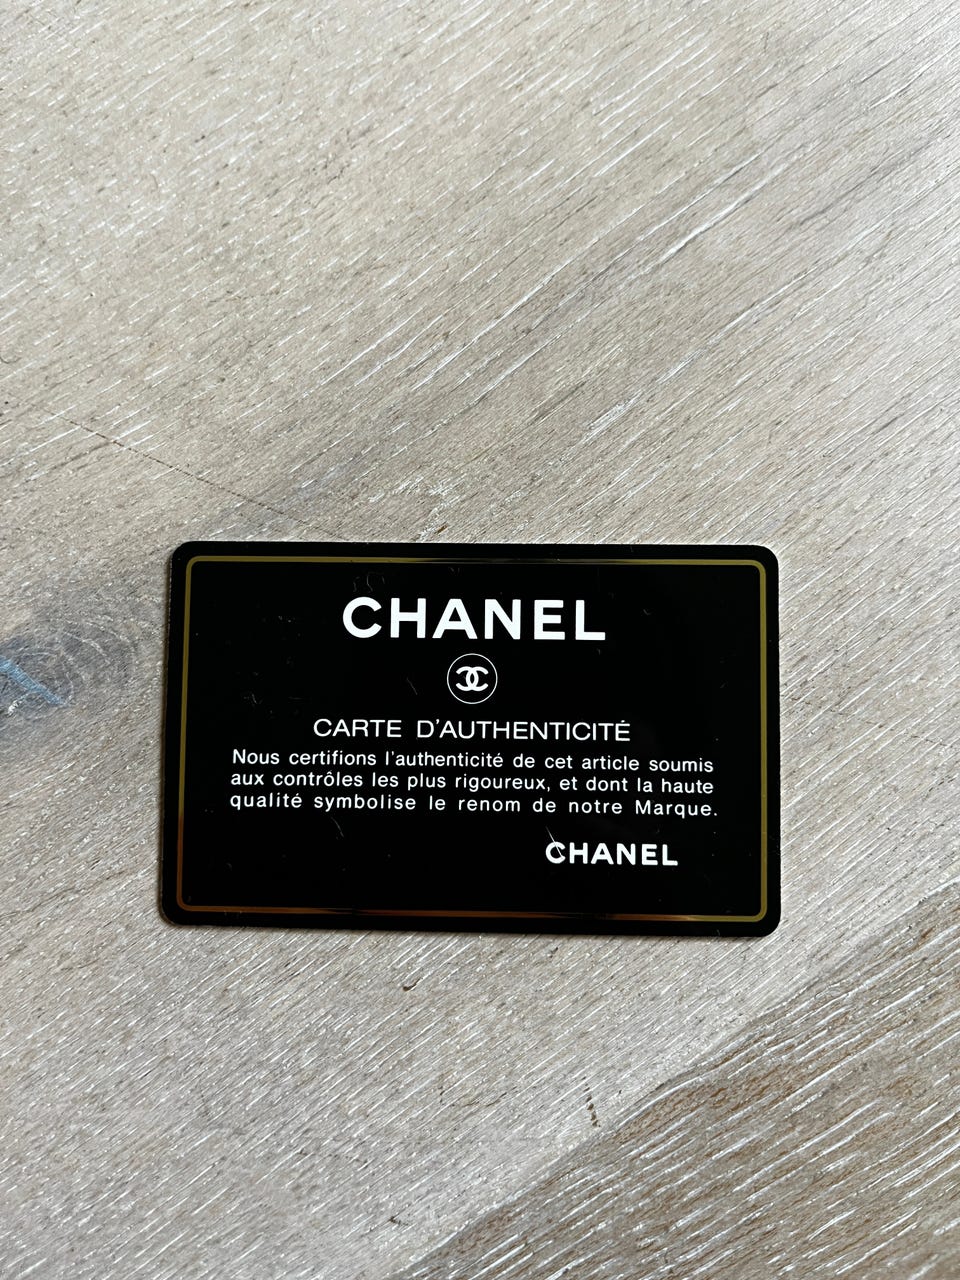 CHANEL
CARTE D'AUTHENTICITÉ
Nous certifions l'authenticité de cet article soumis
aux contrôles les plus rigoureux, et dont la haute
qualité symbolise le renom de notre Marque.
CHANEL